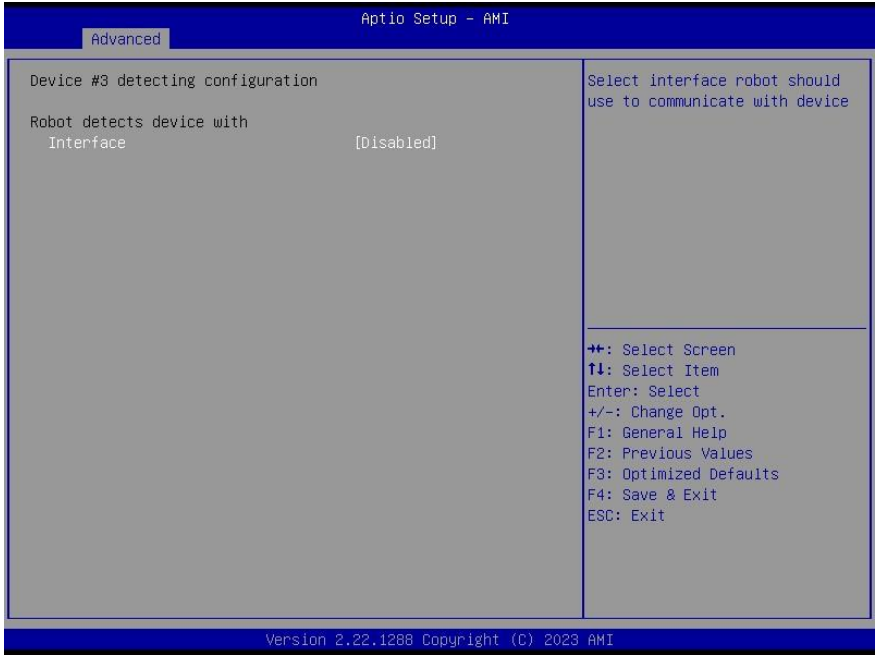 Aptio Setup – AMI
Advanced
Device #3 detecting configuration
Robot detects device with
Interface [Disabled]
Select interface robot should
use to communicate with device
→←: Select Screen
↑↓: Select Item
Enter: Select
+/-: Change Opt.
F1: General Help
F2: Previous Values
F3: Optimized Defaults
F4: Save & Exit
ESC: Exit
Version 2.22.1288 Copyright (C) 2023 AMI